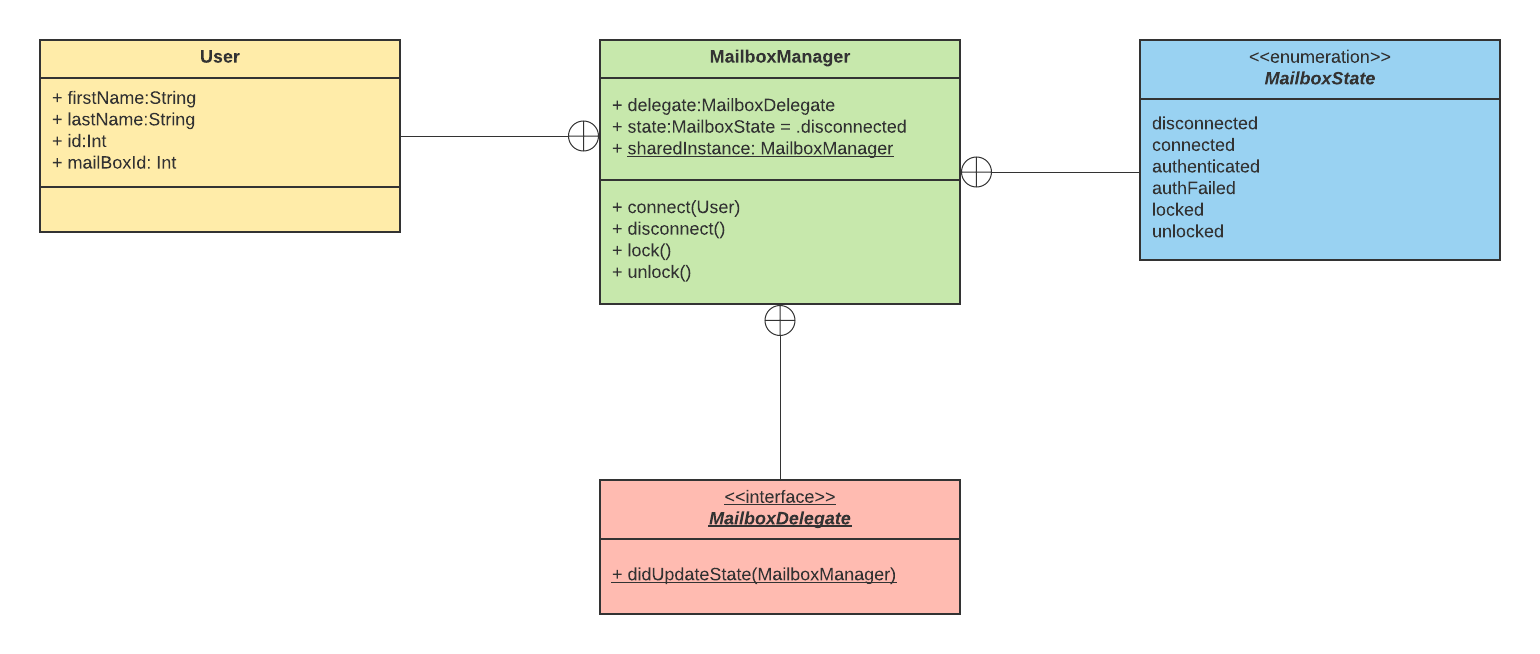 User
+ firstName:String
+ lastName:String
+ id:Int
+ mailBoxId: Int
MailboxManager
+ delegate:MailboxDelegate
+ state:MailboxState = .disconnected
+ sharedInstance: MailboxManager
+ connect(User)
+ disconnect()
+ lock()
+ unlock()
<<enumeration>>
MailboxState
disconnected
connected
authenticated
authFailed
locked
unlocked
<<interface>>
MailboxDelegate
+ didUpdateState(MailboxManager)